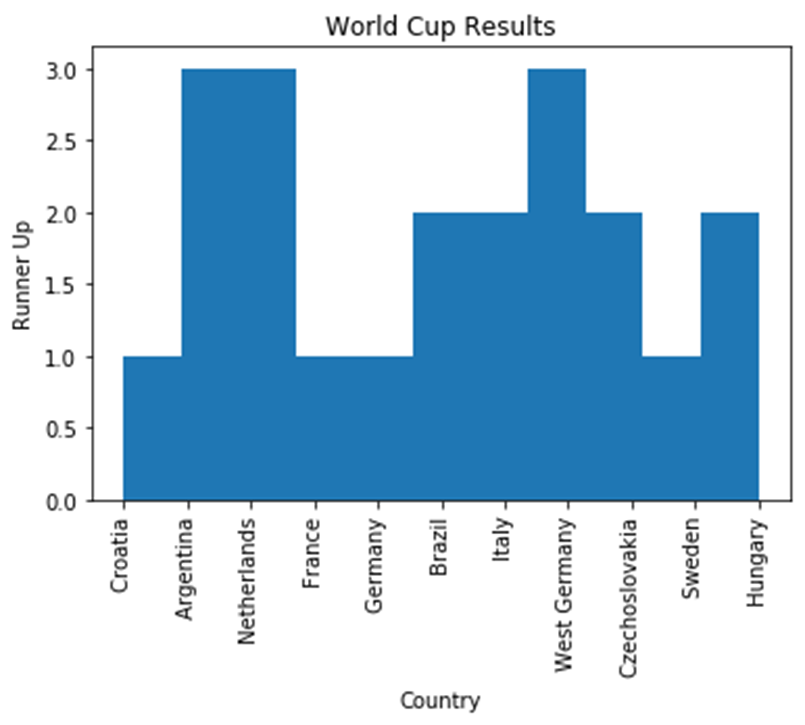 World Cup Results
3.0
2.5
2.0
1.5
1.0
0.5
0.0
Runner Up
Croatia
Argentina
Netherlands
France
Germany
Brazil
Italy
West Germany
Czechoslovakia
Sweden
Hungary
Country